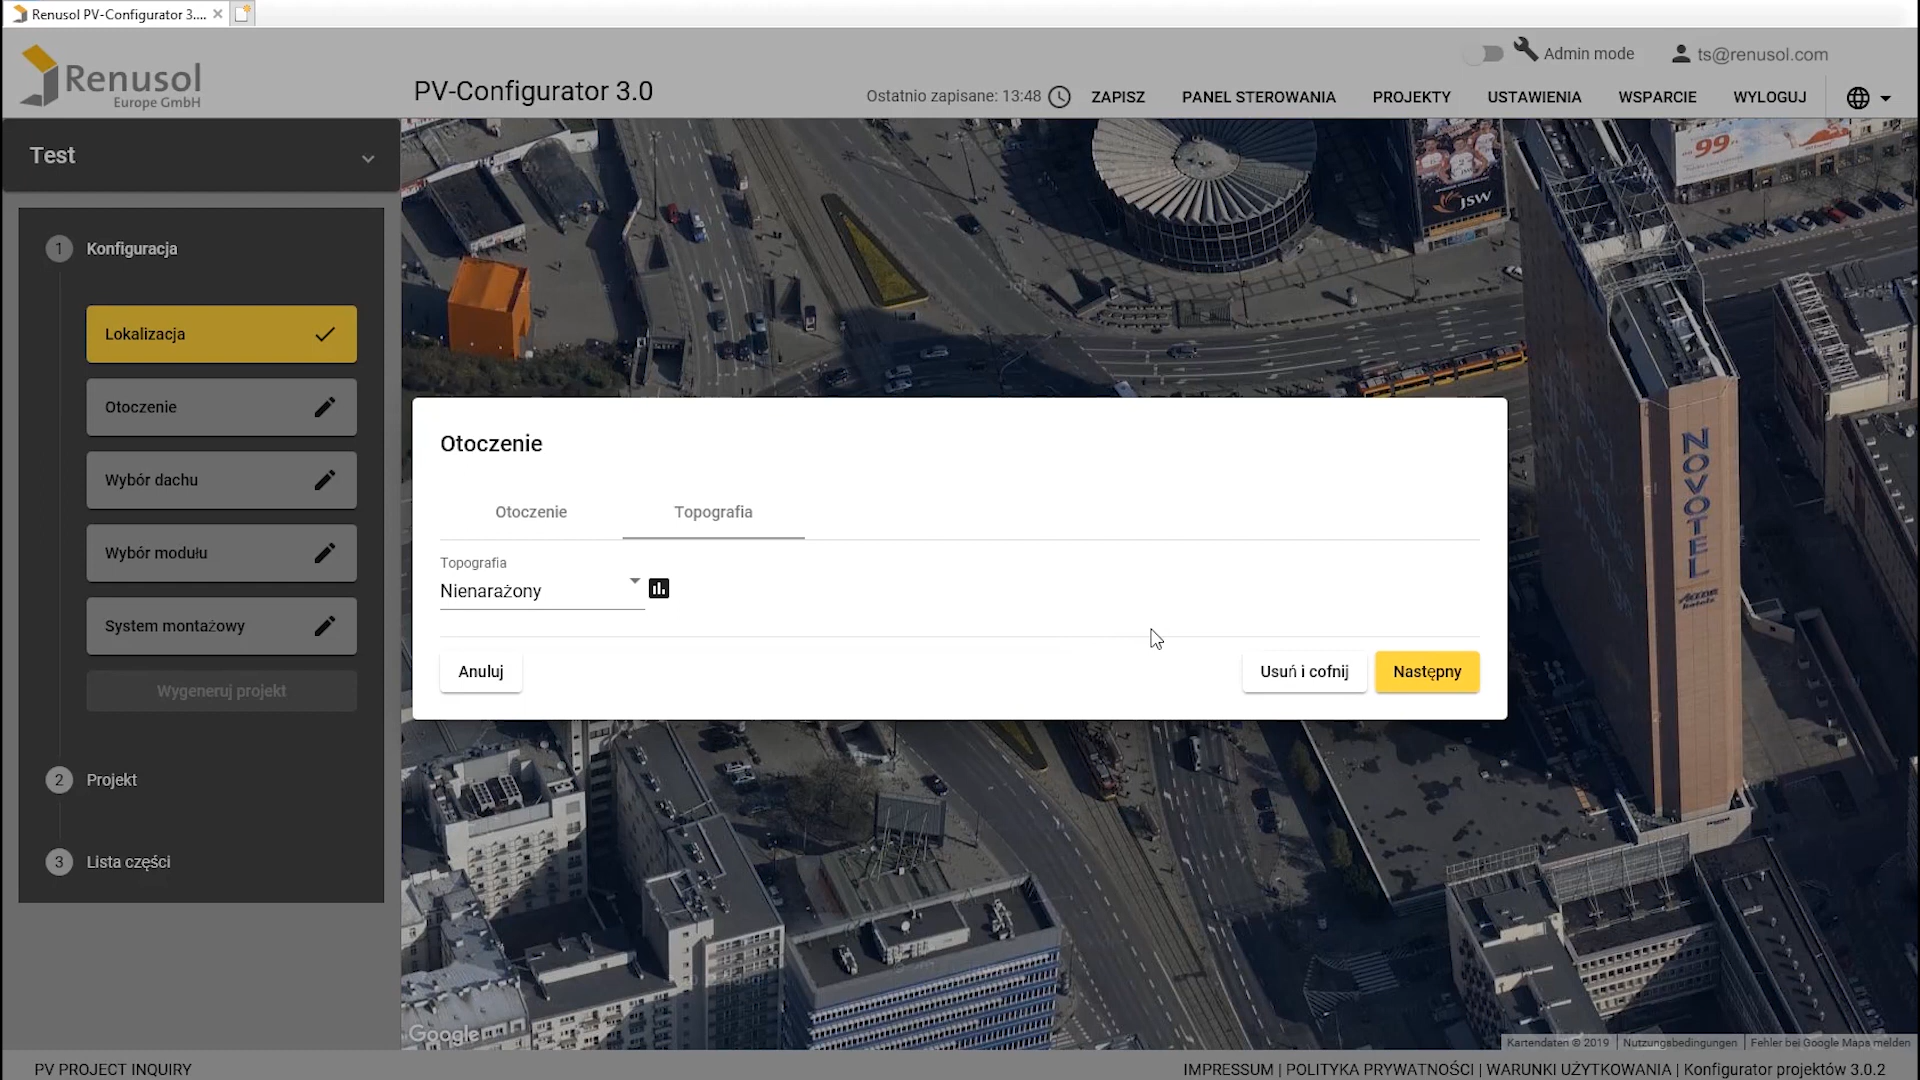 Renusol PV-Configurator 3....
Renusol
Europe GmbH
PV-Configurator 3.0
Admin mode
ts@renusol.com
Ostatnio zapisane: 13:48
ZAPISZ
PANEL STEROWANIA
PROJEKTY
USTAWIENIA
WSPARCIE
WYLOGUJ
Test
1 Konfiguracja
Lokalizacja
Otoczenie
Wybór dachu
Wybór modułu
System montażowy
Wygeneruj projekt
2 Projekt
3 Lista części
99
JSW
NOVOTEL
Otoczenie
Otoczenie
Topografia
Topografia
Nienarażony
Anuluj
Usuń i cofnij
Następny
Google
Kartendaten © 2019
Nutzungsbedingungen
Fehler bei Google Maps melden
PV PROJECT INQUIRY
IMPRESSUM | POLITYKA PRYWATNOŚCI | WARUNKI UŻYTKOWANIA | Konfigurator projektów 3.0.2